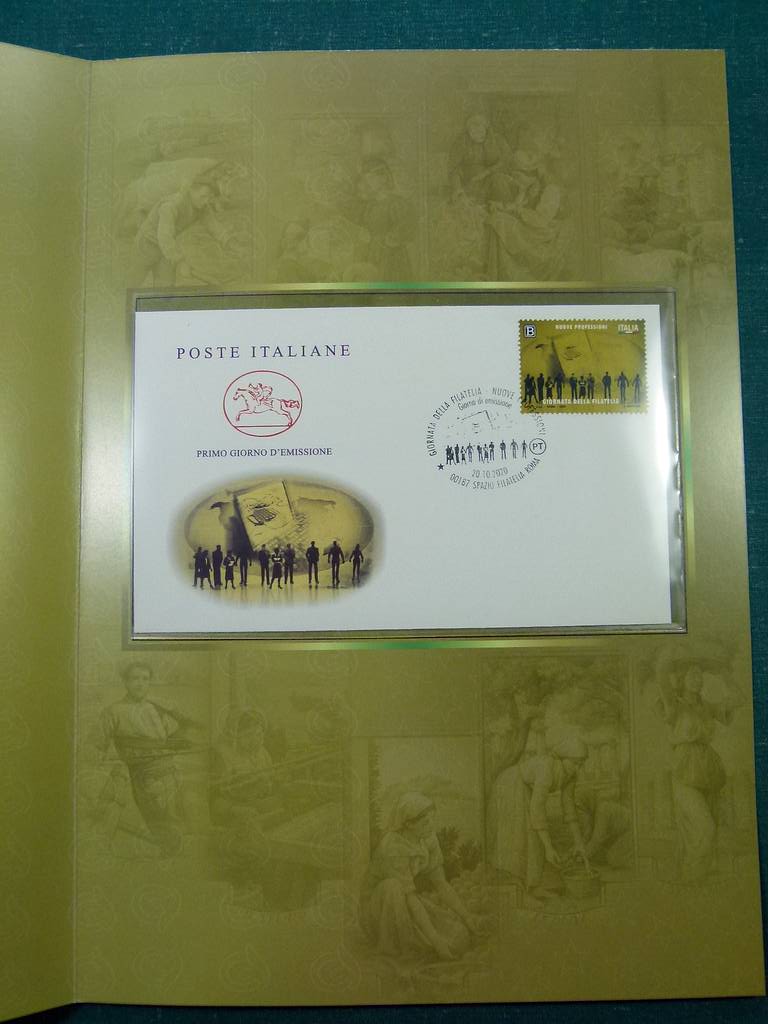 POSTE ITALIANE
PRIMO GIORNO D'EMISSIONE
B
NUOVE PROFESSIONI
ITALIA
GIORNATA DELLA FILATELIA
GIORNATA DELLA FILATELIA - NUOVE PROFESSIONI
Giorno di emissione
PT
20.10.2020
00187 SPAZIO FILATELIA ROMA